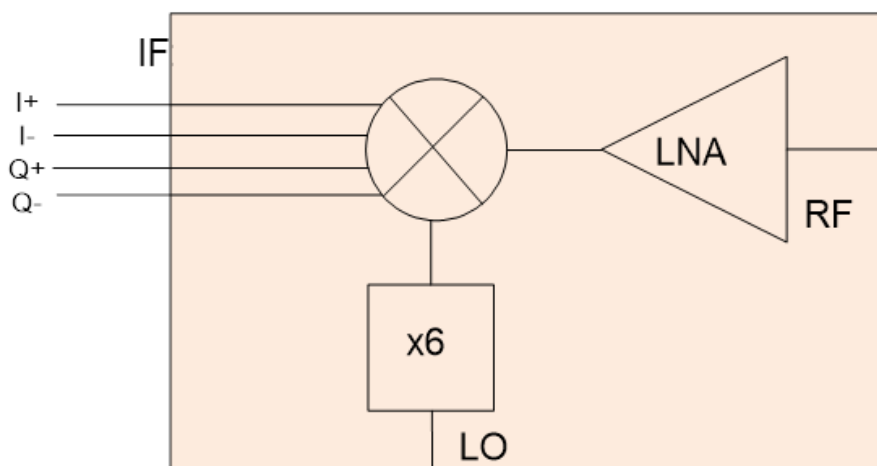 IF
I+
I-
Q+
Q-
LNA
RF
x6
LO